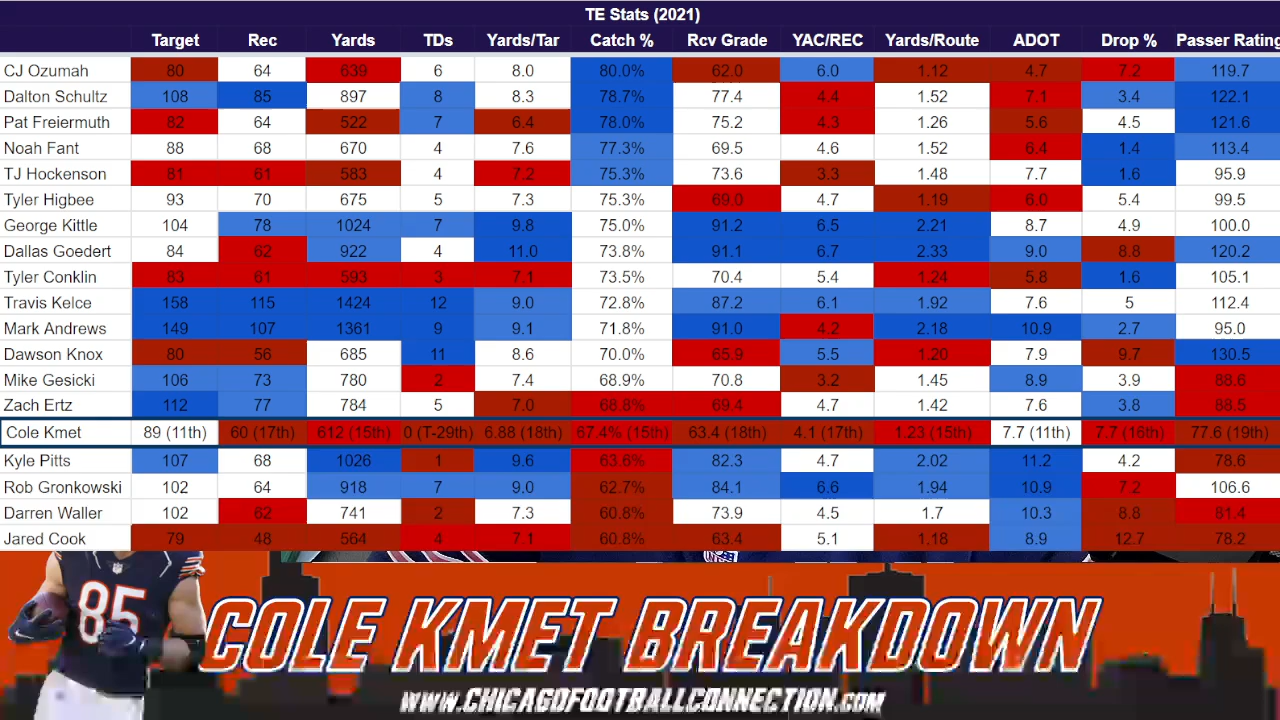 TE Stats (2021)
Target Rec Yards TDs Yards/Tar Catch % Rcv Grade YAC/REC Yards/Route ADOT Drop % Passer Rating
CJ Ozumah 80 64 639 6 8.0 80.0% 62.0 6.0 1.12 4.7 7.2 119.7
Dalton Schultz 108 85 897 8 8.3 78.7% 77.4 4.4 1.52 7.1 3.4 122.1
Pat Freiermuth 82 64 522 7 6.4 78.0% 75.2 4.3 1.26 5.6 4.5 121.6
Noah Fant 88 68 670 4 7.6 77.3% 69.5 4.6 1.52 6.4 1.4 113.4
TJ Hockenson 81 61 583 4 7.2 75.3% 73.6 3.3 1.48 7.7 1.6 95.9
Tyler Higbee 93 70 675 5 7.3 75.3% 69.0 4.7 1.19 6.0 5.4 99.5
George Kittle 104 78 1024 7 9.8 75.0% 91.2 6.5 2.21 8.7 4.9 100.0
Dallas Goedert 84 62 922 4 11.0 73.8% 91.1 6.7 2.33 9.0 8.8 120.2
Tyler Conklin 83 61 593 3 7.1 73.5% 70.4 5.4 1.24 5.8 1.6 105.1
Travis Kelce 158 115 1424 12 9.0 72.8% 87.2 6.1 1.92 7.6 5 112.4
Mark Andrews 149 107 1361 9 9.1 71.8% 91.0 4.2 2.18 10.9 2.7 95.0
Dawson Knox 80 56 685 11 8.6 70.0% 65.9 5.5 1.20 7.9 9.7 130.5
Mike Gesicki 106 73 780 2 7.4 68.9% 70.8 3.2 1.45 8.9 3.9 88.6
Zach Ertz 112 77 784 5 7.0 68.8% 69.4 4.7 1.42 7.6 3.8 88.5
Cole Kmet 89 (11th) 60 (17th) 612 (15th) 0 (T-29th) 6.88 (18th) 67.4% (15th) 63.4 (18th) 4.1 (17th) 1.23 (15th) 7.7 (11th) 7.7 (16th) 77.6 (19th)
Kyle Pitts 107 68 1026 1 9.6 63.6% 82.3 4.7 2.02 11.2 4.2 78.6
Rob Gronkowski 102 64 918 7 9.0 62.7% 84.1 6.6 1.94 10.9 7.2 106.6
Darren Waller 102 62 741 2 7.3 60.8% 73.9 4.5 1.7 10.3 8.8 81.4
Jared Cook 79 48 564 4 7.1 60.8% 63.4 5.1 1.18 8.9 12.7 78.2
85
COLE KMET BREAKDOWN
WWW.CHICAGOFOOTBALLCONNECTION.COM